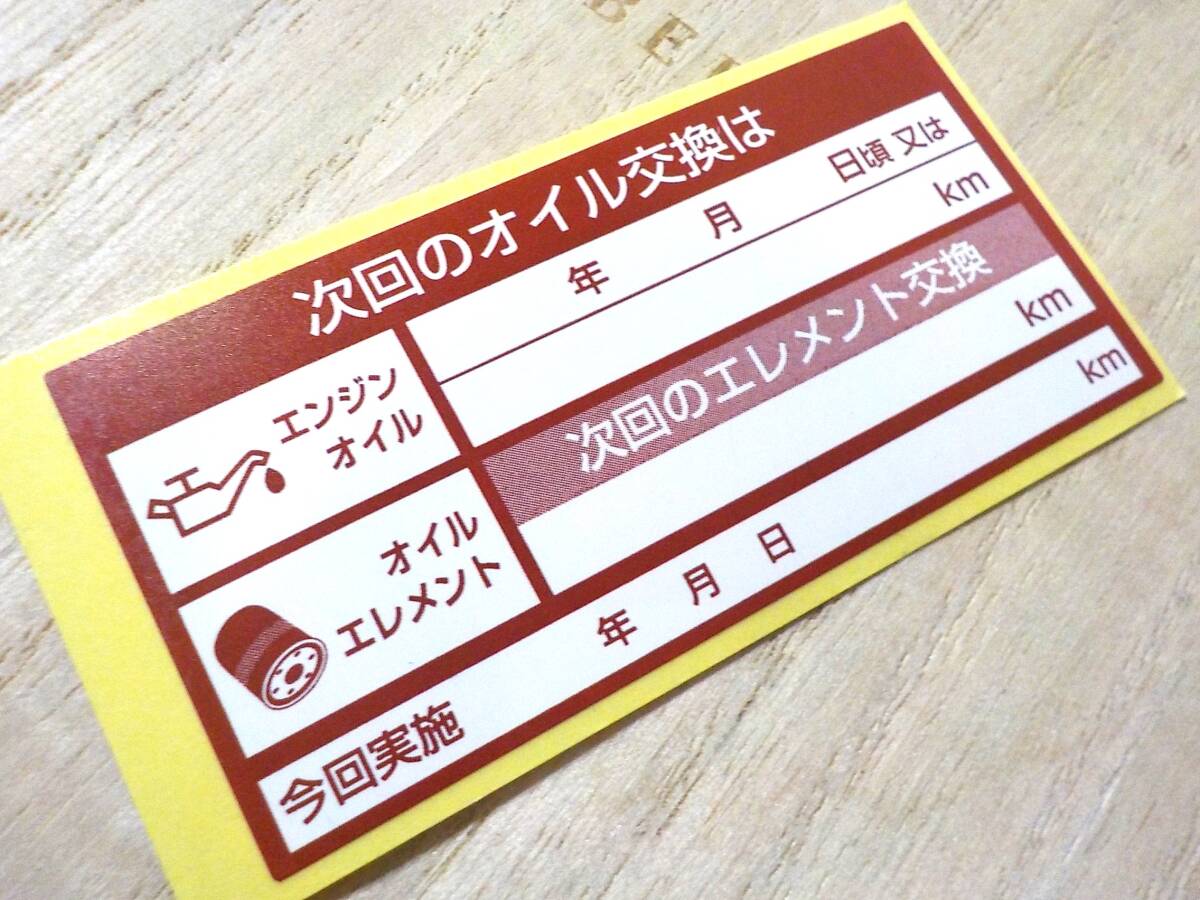 次回のオイル交換は
エンジン
オイル
年 月 日頃 又は
km
オイル
エレメント
次回のエレメント交換
km
今回実施 年 月 日 km